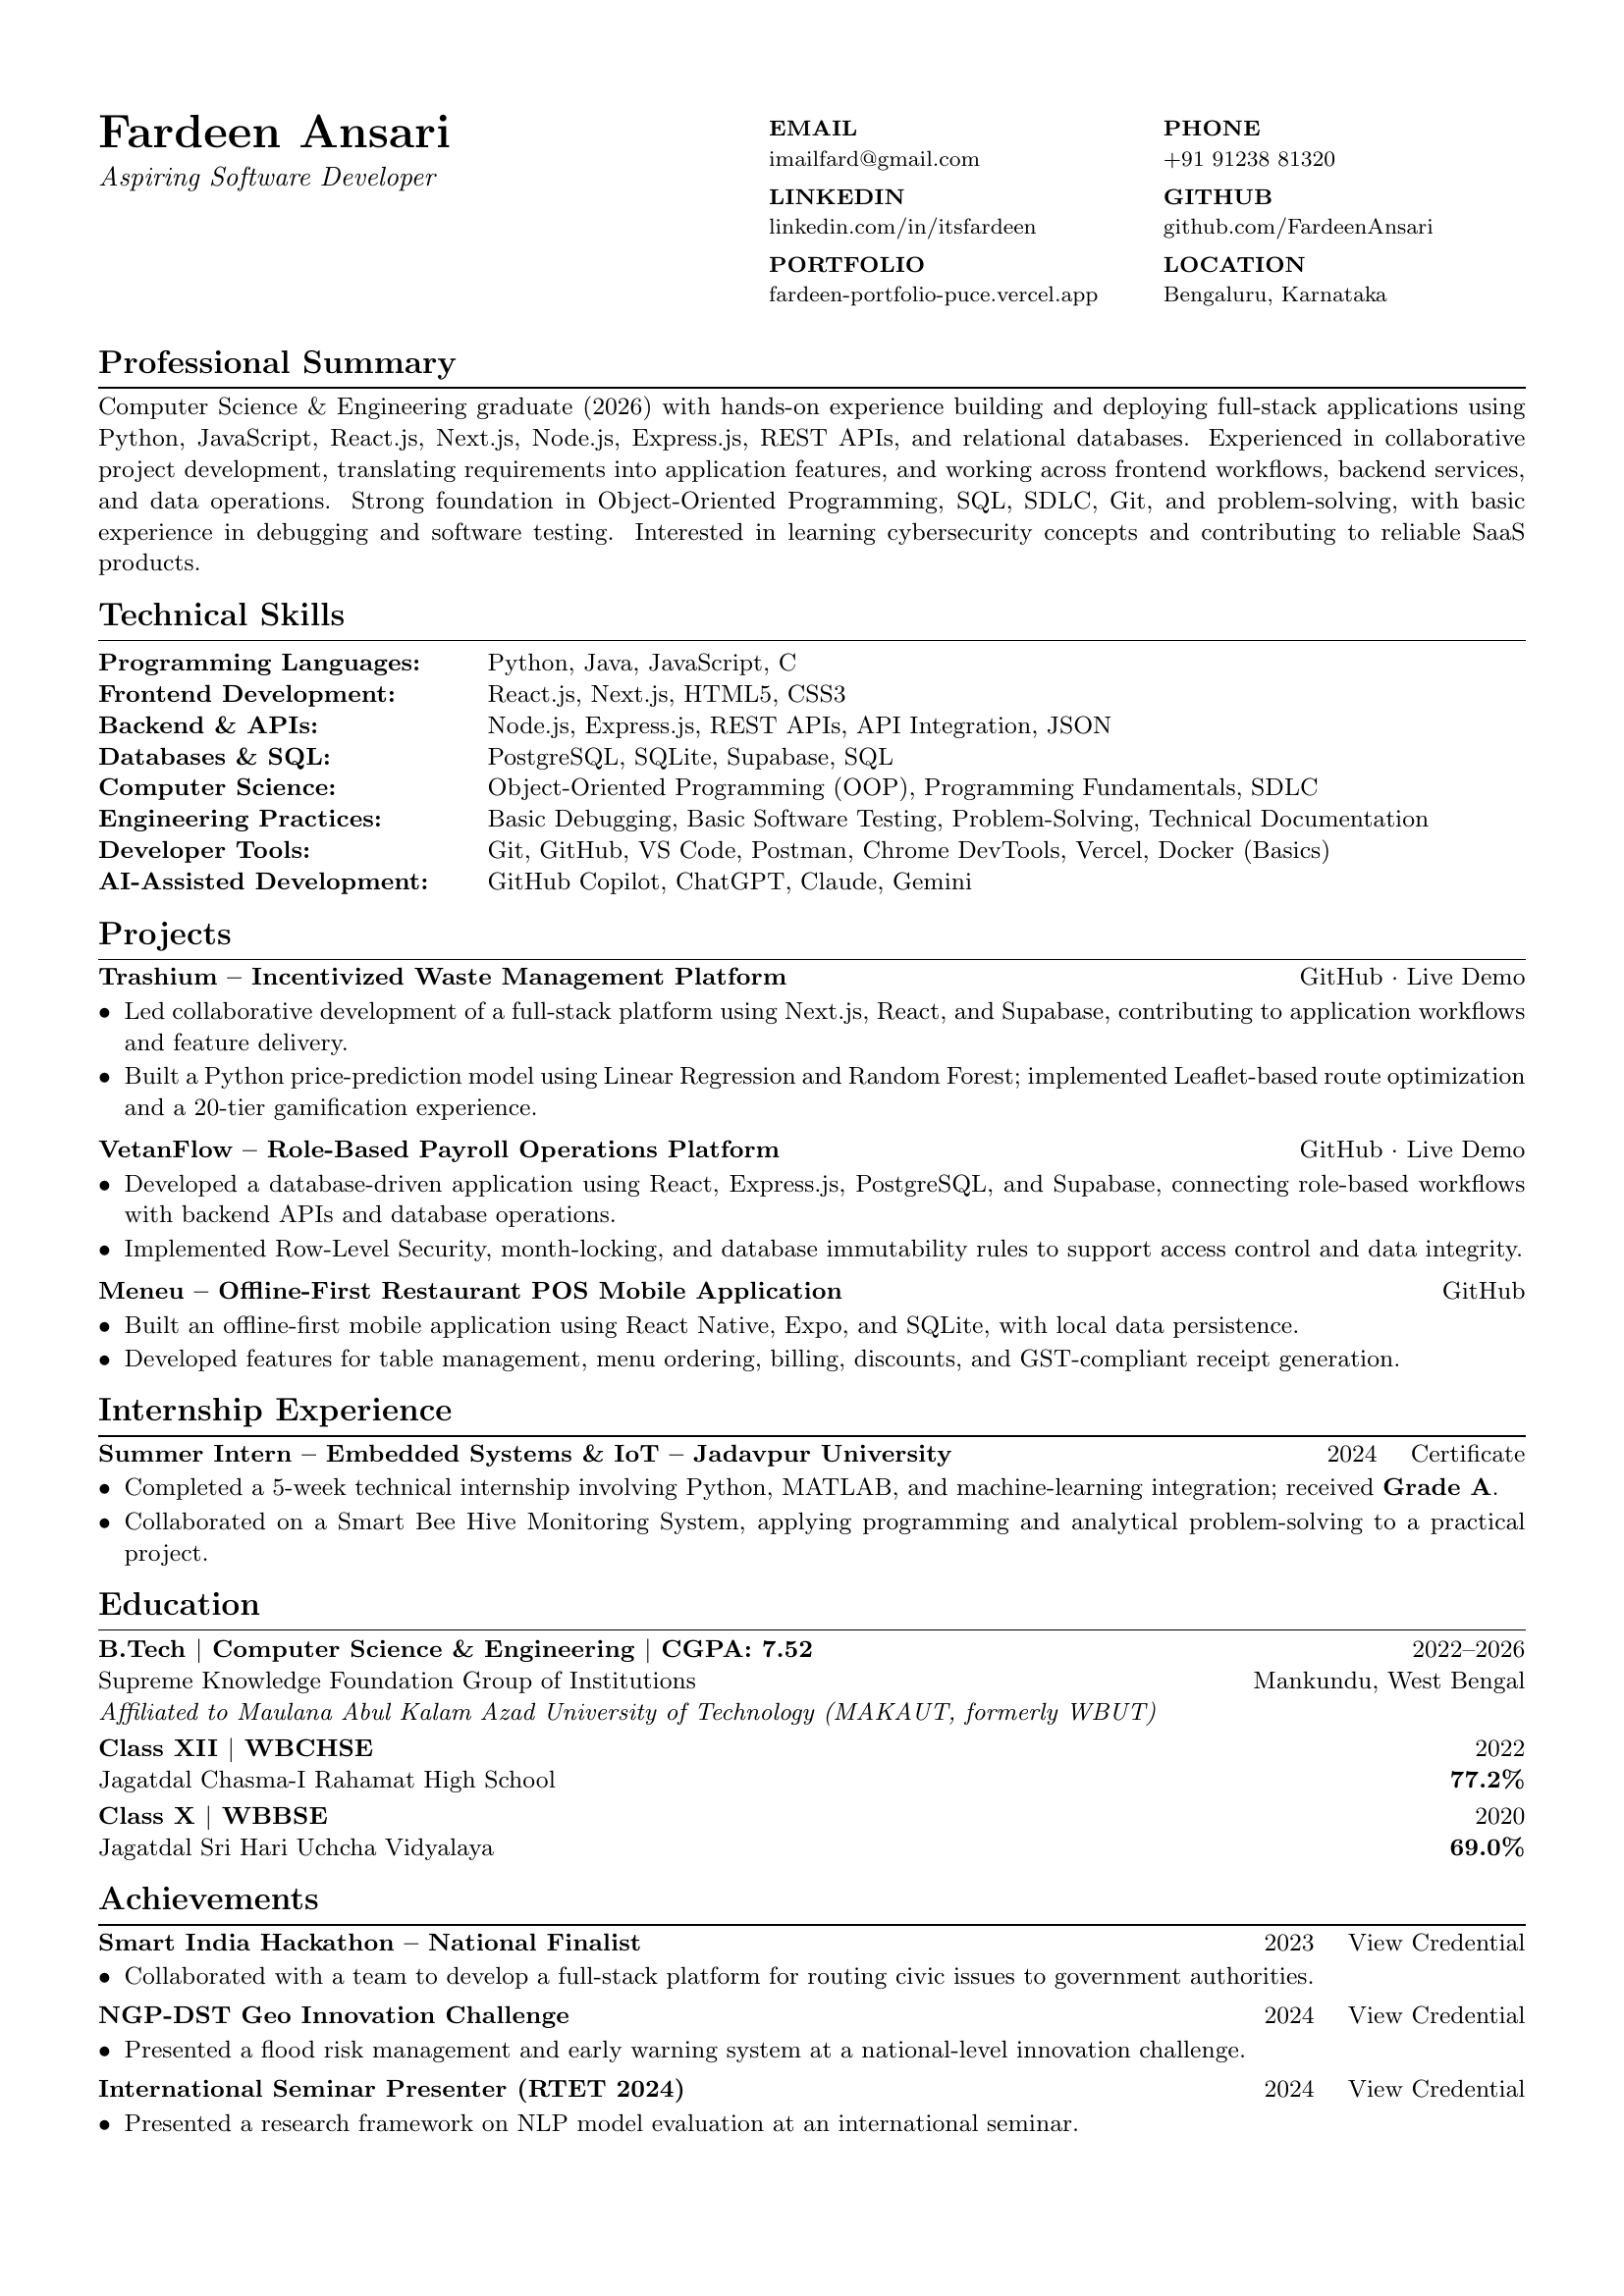 Fardeen Ansari
Aspiring Software Developer
EMAIL
imailfard@gmail.com
PHONE
+91 91238 81320
LINKEDIN
linkedin.com/in/itsfardeen
GITHUB
github.com/FardeenAnsari
PORTFOLIO
fardeen-portfolio-puce.vercel.app
LOCATION
Bengaluru, Karnataka
Professional Summary
Computer Science & Engineering graduate (2026) with hands-on experience building and deploying full-stack applications using
Python, JavaScript, React.js, Next.js, Node.js, Express.js, REST APIs, and relational databases. Experienced in collaborative
project development, translating requirements into application features, and working across frontend workflows, backend services,
and data operations. Strong foundation in Object-Oriented Programming, SQL, SDLC, Git, and problem-solving, with basic
experience in debugging and software testing. Interested in learning cybersecurity concepts and contributing to reliable SaaS
products.
Technical Skills
Programming Languages: Python, Java, JavaScript, C
Frontend Development: React.js, Next.js, HTML5, CSS3
Backend & APIs: Node.js, Express.js, REST APIs, API Integration, JSON
Databases & SQL: PostgreSQL, SQLite, Supabase, SQL
Computer Science: Object-Oriented Programming (OOP), Programming Fundamentals, SDLC
Engineering Practices: Basic Debugging, Basic Software Testing, Problem-Solving, Technical Documentation
Developer Tools: Git, GitHub, VS Code, Postman, Chrome DevTools, Vercel, Docker (Basics)
AI-Assisted Development: GitHub Copilot, ChatGPT, Claude, Gemini
Projects
Trashium – Incentivized Waste Management Platform GitHub · Live Demo
• Led collaborative development of a full-stack platform using Next.js, React, and Supabase, contributing to application workflows
and feature delivery.
• Built a Python price-prediction model using Linear Regression and Random Forest; implemented Leaflet-based route optimization
and a 20-tier gamification experience.
VetanFlow – Role-Based Payroll Operations Platform GitHub · Live Demo
• Developed a database-driven application using React, Express.js, PostgreSQL, and Supabase, connecting role-based workflows
with backend APIs and database operations.
• Implemented Row-Level Security, month-locking, and database immutability rules to support access control and data integrity.
Meneu – Offline-First Restaurant POS Mobile Application GitHub
• Built an offline-first mobile application using React Native, Expo, and SQLite, with local data persistence.
• Developed features for table management, menu ordering, billing, discounts, and GST-compliant receipt generation.
Internship Experience
Summer Intern – Embedded Systems & IoT – Jadavpur University 2024 Certificate
• Completed a 5-week technical internship involving Python, MATLAB, and machine-learning integration; received Grade A.
• Collaborated on a Smart Bee Hive Monitoring System, applying programming and analytical problem-solving to a practical
project.
Education
B.Tech | Computer Science & Engineering | CGPA: 7.52 2022–2026
Supreme Knowledge Foundation Group of Institutions Mankundu, West Bengal
Affiliated to Maulana Abul Kalam Azad University of Technology (MAKAUT, formerly WBUT)
Class XII | WBCHSE 2022
Jagatdal Chasma-I Rahamat High School 77.2%
Class X | WBBSE 2020
Jagatdal Sri Hari Uchcha Vidyalaya 69.0%
Achievements
Smart India Hackathon – National Finalist 2023 View Credential
• Collaborated with a team to develop a full-stack platform for routing civic issues to government authorities.
NGP-DST Geo Innovation Challenge 2024 View Credential
• Presented a flood risk management and early warning system at a national-level innovation challenge.
International Seminar Presenter (RTET 2024) 2024 View Credential
• Presented a research framework on NLP model evaluation at an international seminar.